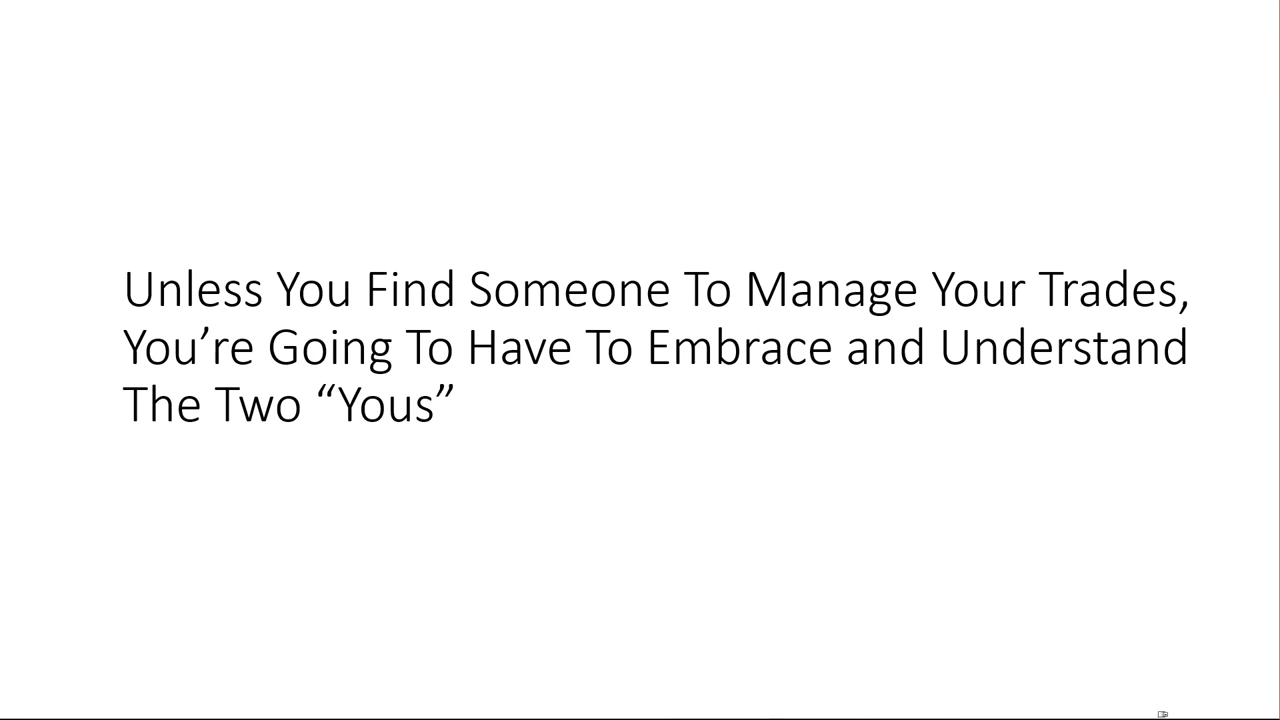 Unless You Find Someone To Manage Your Trades,
You’re Going To Have To Embrace and Understand
The Two “Yous”